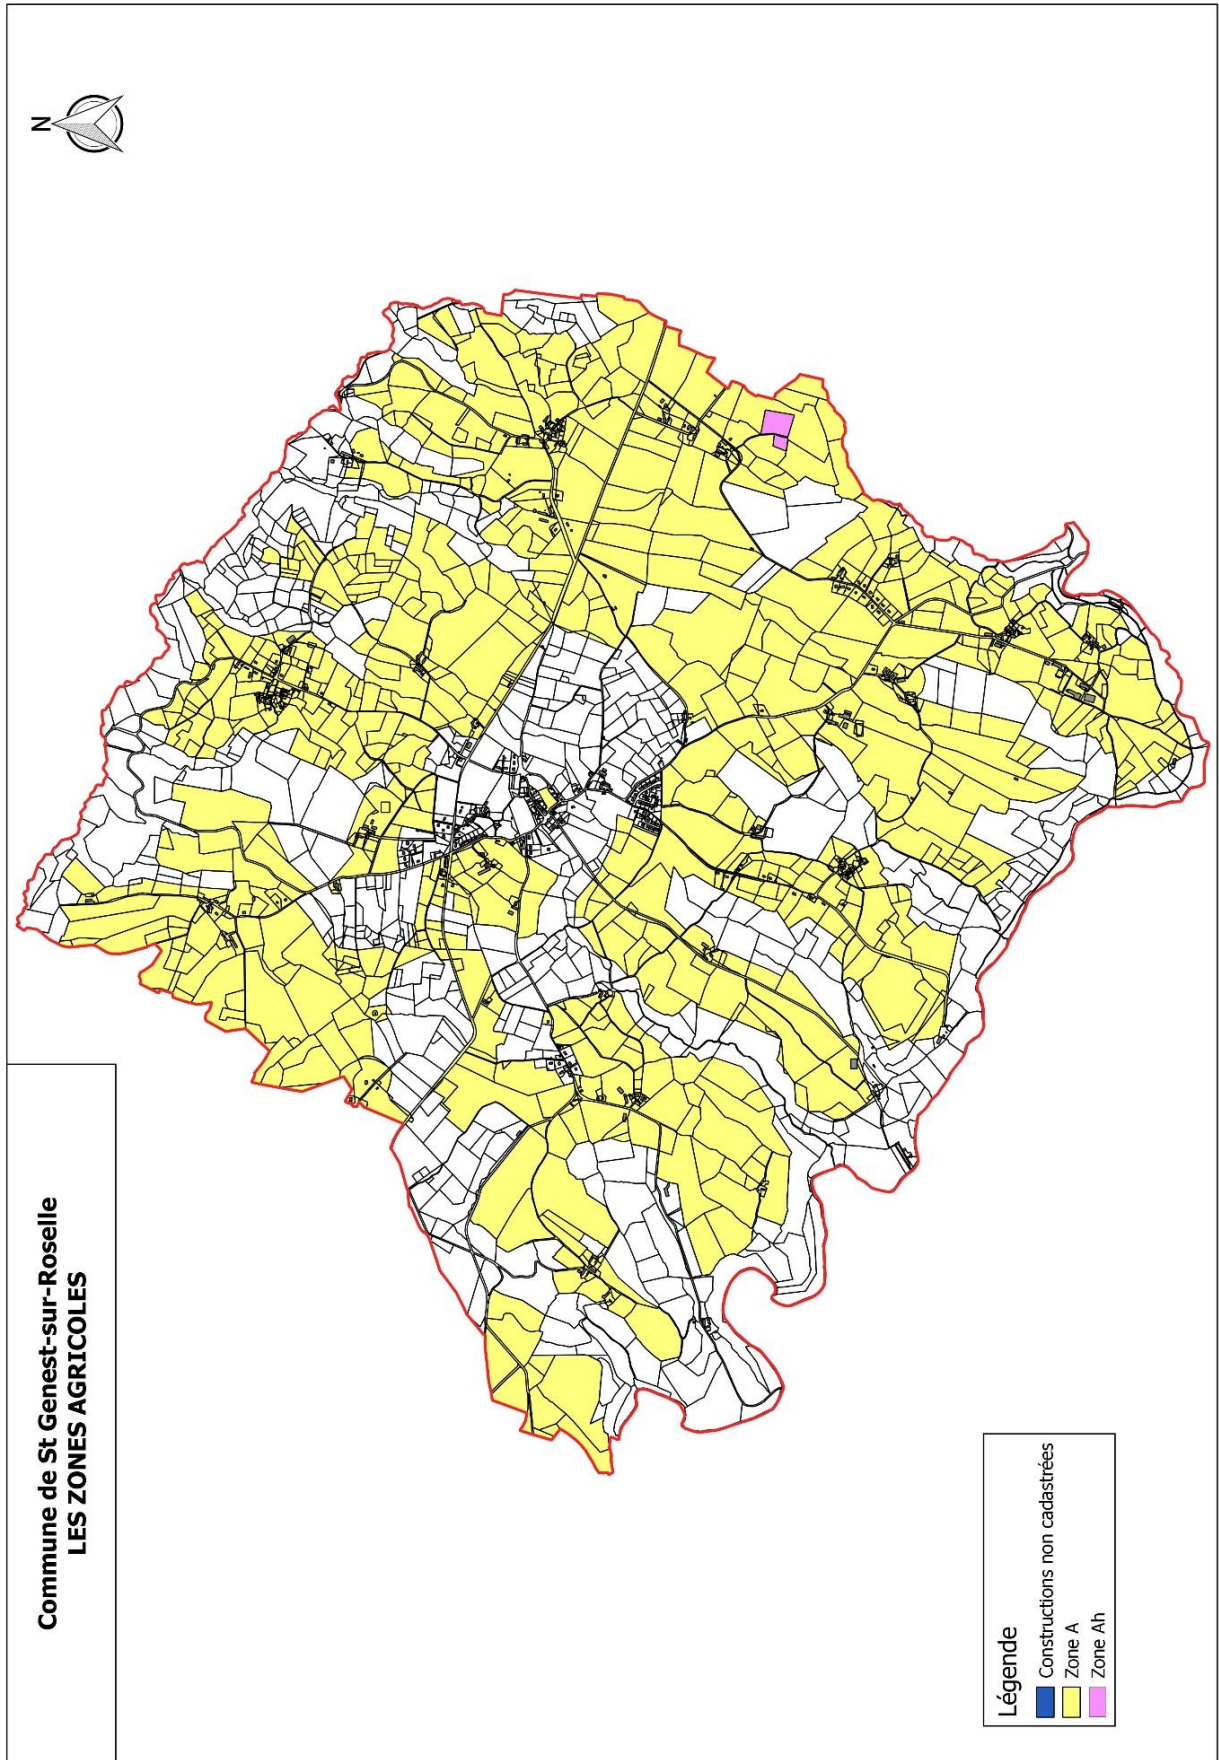 Commune de St Genest-sur-Roselle
LES ZONES AGRICOLES
N
Légende
Constructions non cadastrées
Zone A
Zone Ah